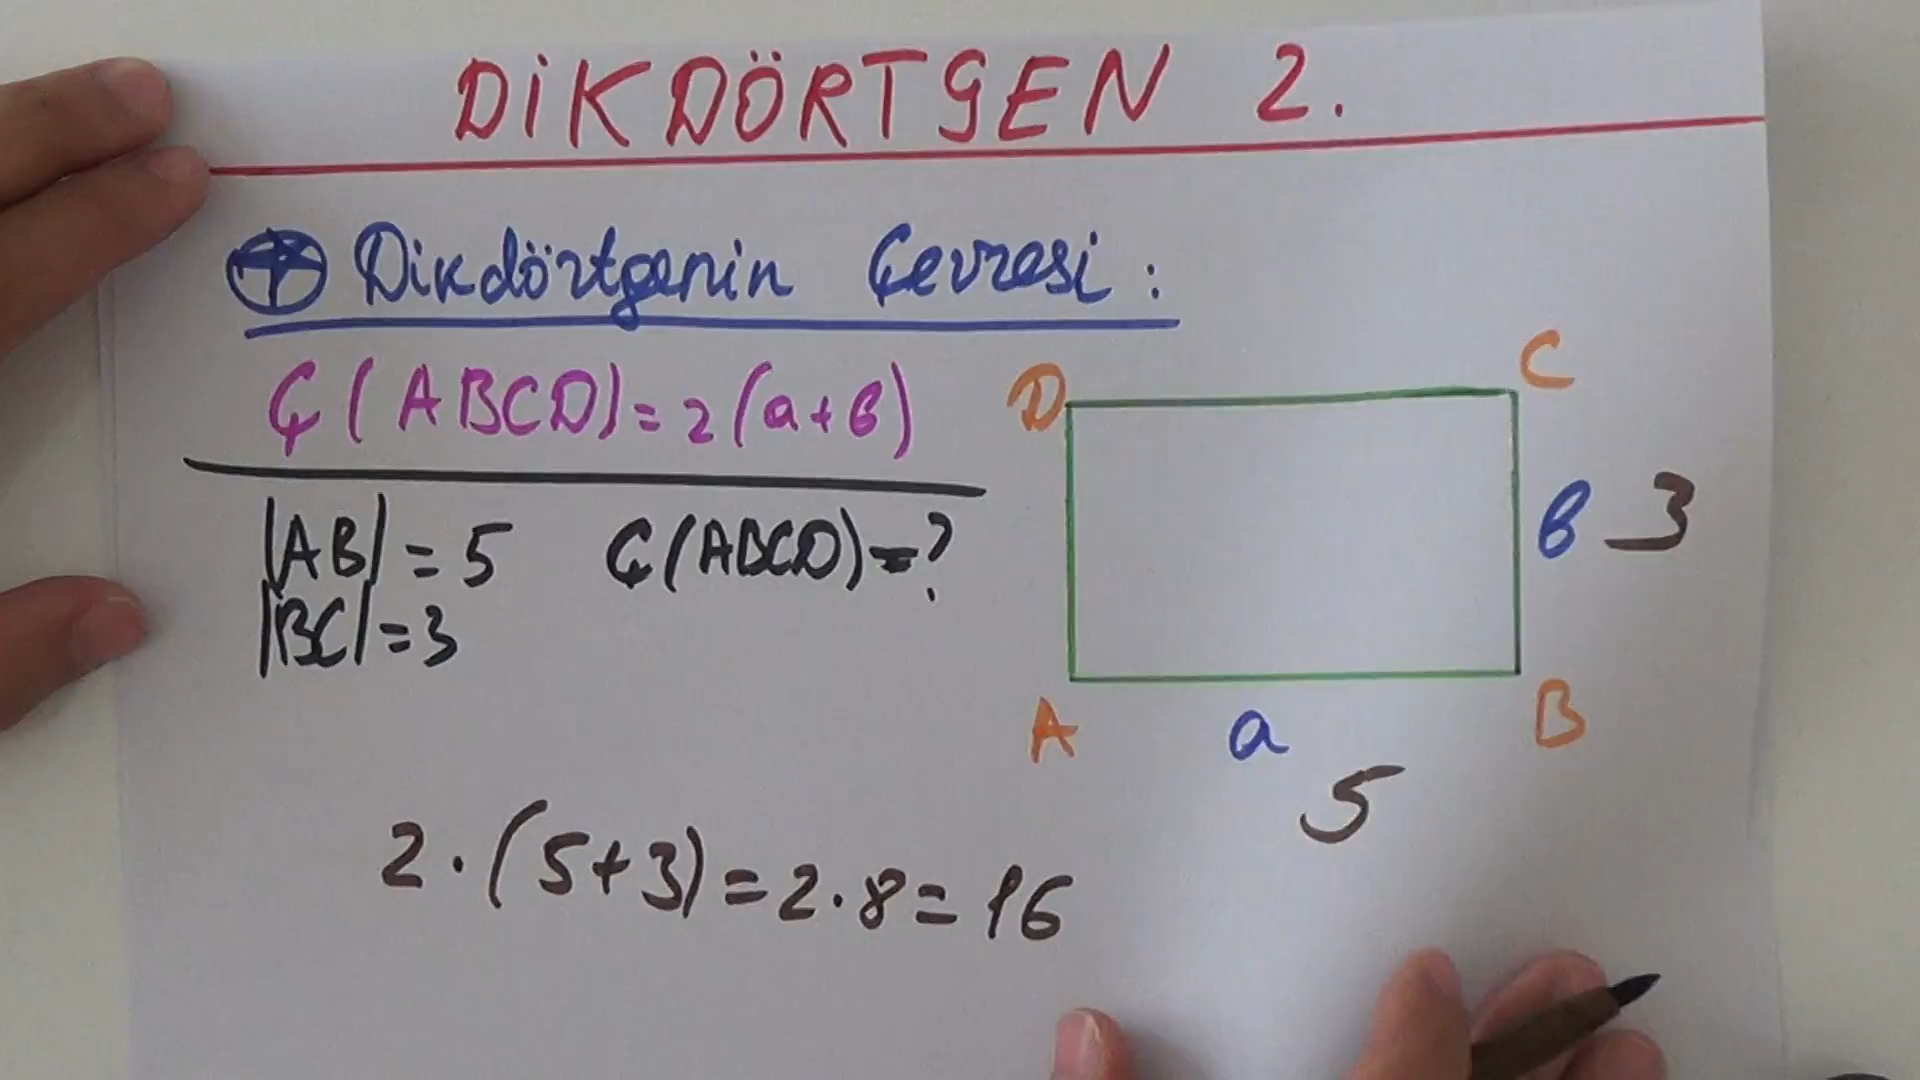 DİKDÖRTGEN 2.
Dikdörtgenin Çevresi :
Ç(ABCD)=2(a+b)
|AB| = 5 Ç(ABCD)=?
|BC|=3
D C
b 3
A a B
5
2·(5+3)=2·8=16